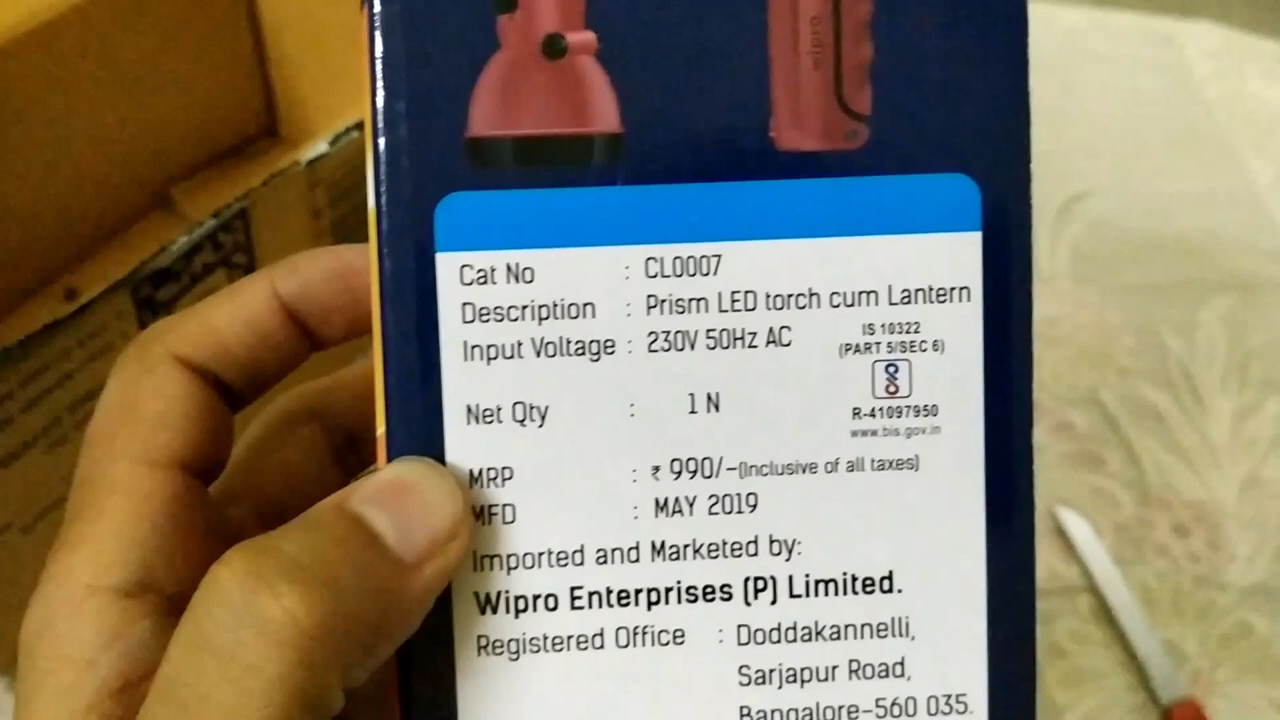 wipro
Cat No : CL0007
Description : Prism LED torch cum Lantern
Input Voltage : 230V 50Hz AC
IS 10322
(PART 5/SEC 6)
R-41097950
www.bis.gov.in
Net Qty : 1 N
MRP : ₹ 990/-(Inclusive of all taxes)
MFD : MAY 2019
Imported and Marketed by:
Wipro Enterprises (P) Limited.
Registered Office : Doddakannelli,
Sarjapur Road,
Bangalore-560 035.